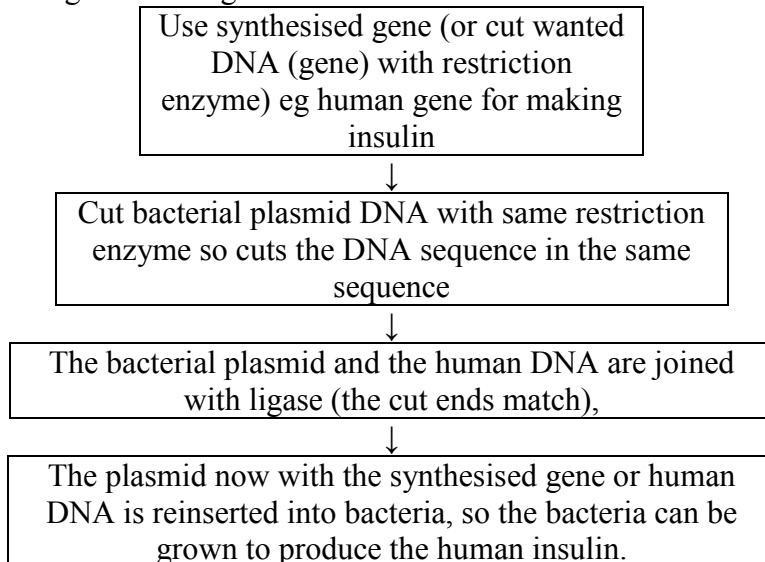 Use synthesised gene (or cut wanted
DNA (gene) with restriction
enzyme) eg human gene for making
insulin
↓
Cut bacterial plasmid DNA with same restriction
enzyme so cuts the DNA sequence in the same
sequence
↓
The bacterial plasmid and the human DNA are joined
with ligase (the cut ends match),
↓
The plasmid now with the synthesised gene or human
DNA is reinserted into bacteria, so the bacteria can be
grown to produce the human insulin.